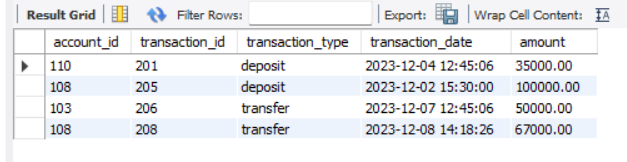 Result Grid Filter Rows: Export: Wrap Cell Content: IA
account_id transaction_id transaction_type transaction_date amount
110 201 deposit 2023-12-04 12:45:06 35000.00
108 205 deposit 2023-12-02 15:30:00 100000.00
103 206 transfer 2023-12-07 12:45:06 50000.00
108 208 transfer 2023-12-08 14:18:26 67000.00